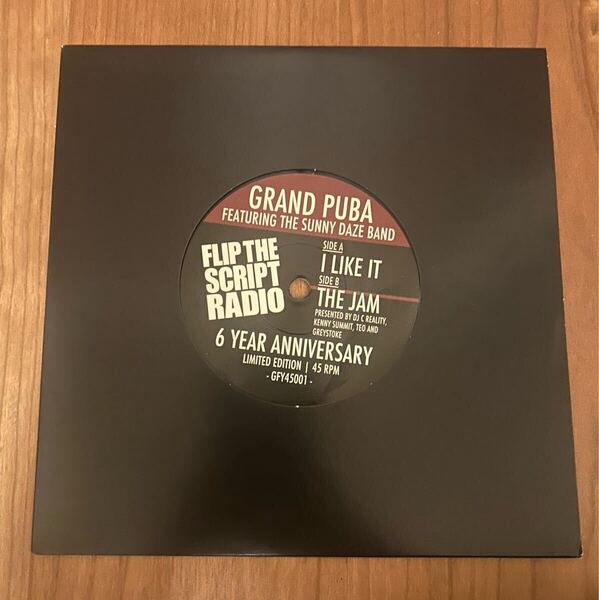 GRAND PUBA
FEATURING THE SUNNY DAZE BAND
FLIP THE
SCRIPT
RADIO
SIDE A
I LIKE IT
SIDE B
THE JAM
PRESENTED BY DJ C REALITY,
KENNY SUMMIT, TEO AND
GREYSTOKE
6 YEAR ANNIVERSARY
LIMITED EDITION | 45 RPM
- GFY45001 -